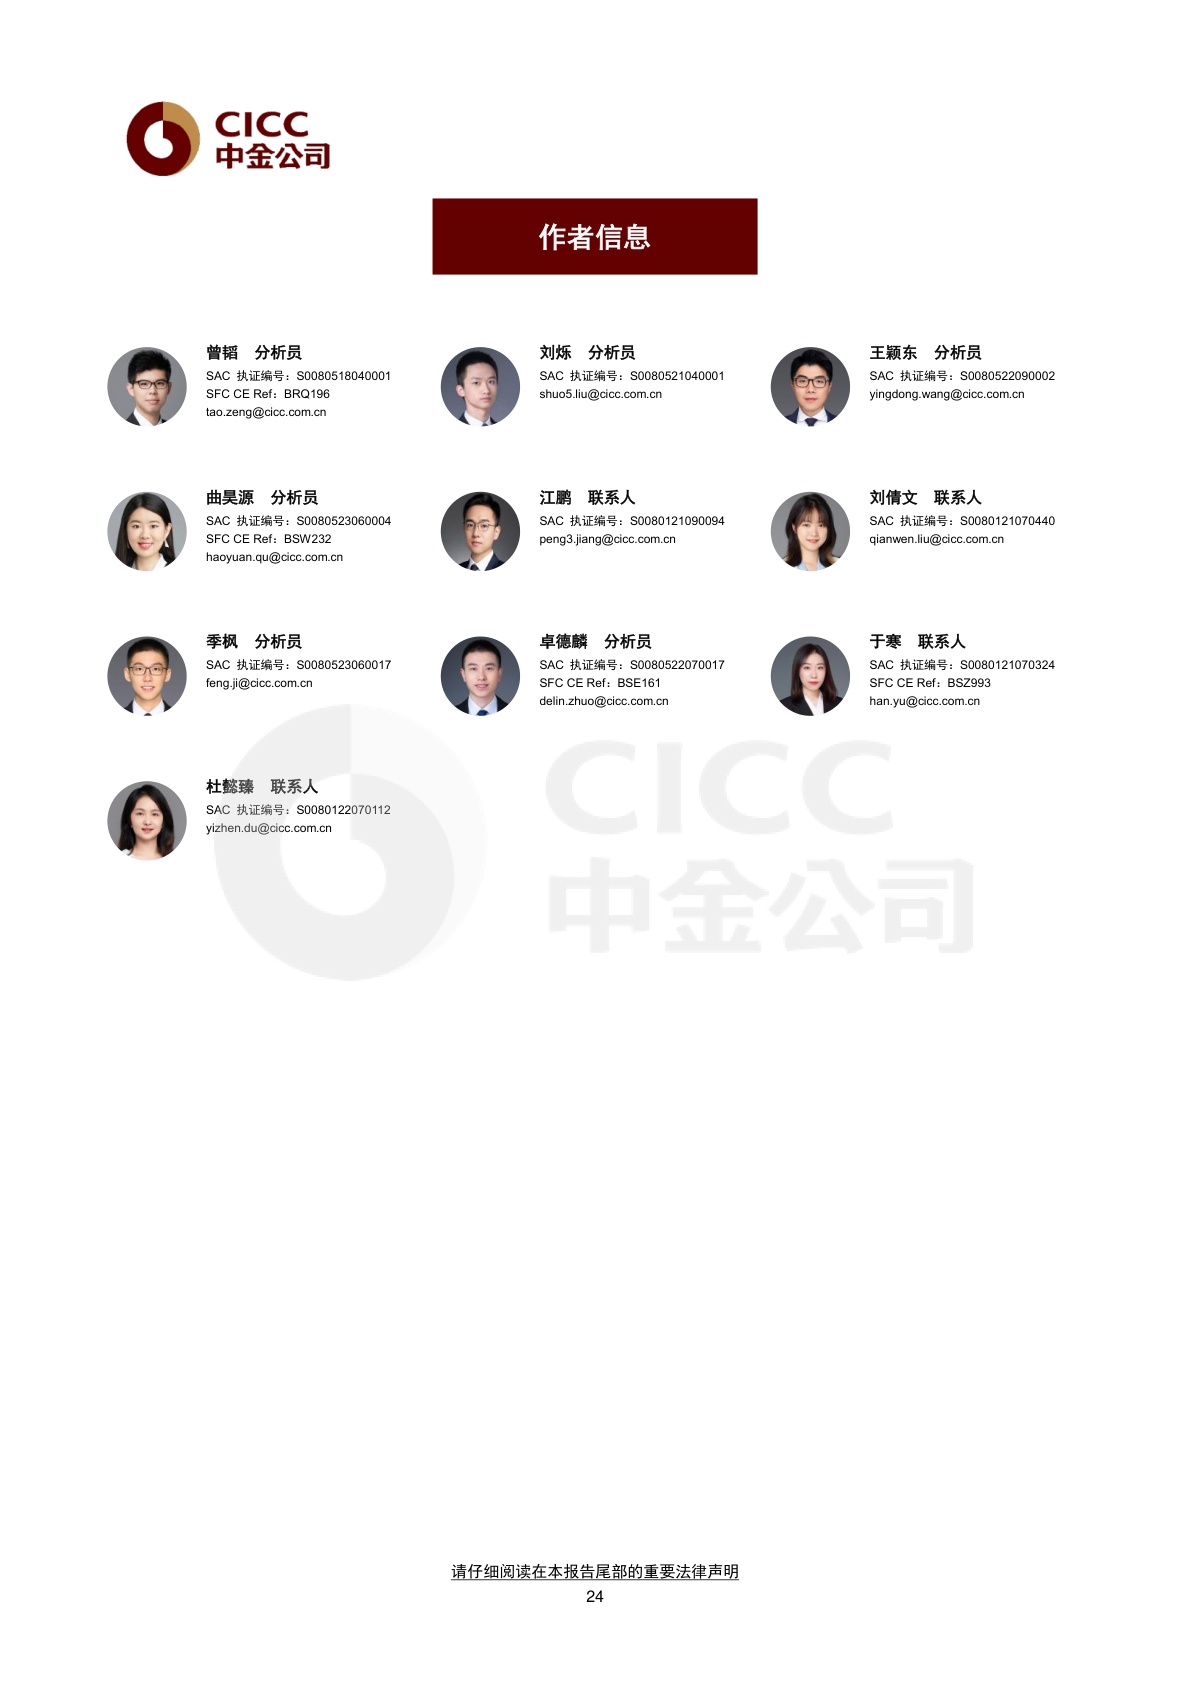 CICC
中金公司
作者信息
曾韬 分析员
SAC 执证编号：S0080518040001
SFC CE Ref：BRQ196
tao.zeng@cicc.com.cn
刘烁 分析员
SAC 执证编号：S0080521040001
shuo5.liu@cicc.com.cn
王颖东 分析员
SAC 执证编号：S0080522090002
yingdong.wang@cicc.com.cn
曲昊源 分析员
SAC 执证编号：S0080523060004
SFC CE Ref：BSW232
haoyuan.qu@cicc.com.cn
江鹏 联系人
SAC 执证编号：S0080121090094
peng3.jiang@cicc.com.cn
刘倩文 联系人
SAC 执证编号：S0080121070440
qianwen.liu@cicc.com.cn
季枫 分析员
SAC 执证编号：S0080523060017
feng.ji@cicc.com.cn
卓德麟 分析员
SAC 执证编号：S0080522070017
SFC CE Ref：BSE161
delin.zhuo@cicc.com.cn
于寒 联系人
SAC 执证编号：S0080121070324
SFC CE Ref：BSZ993
han.yu@cicc.com.cn
杜懿臻 联系人
SAC 执证编号：S0080122070112
yizhen.du@cicc.com.cn
CICC
中金公司
请仔细阅读在本报告尾部的重要法律声明
24